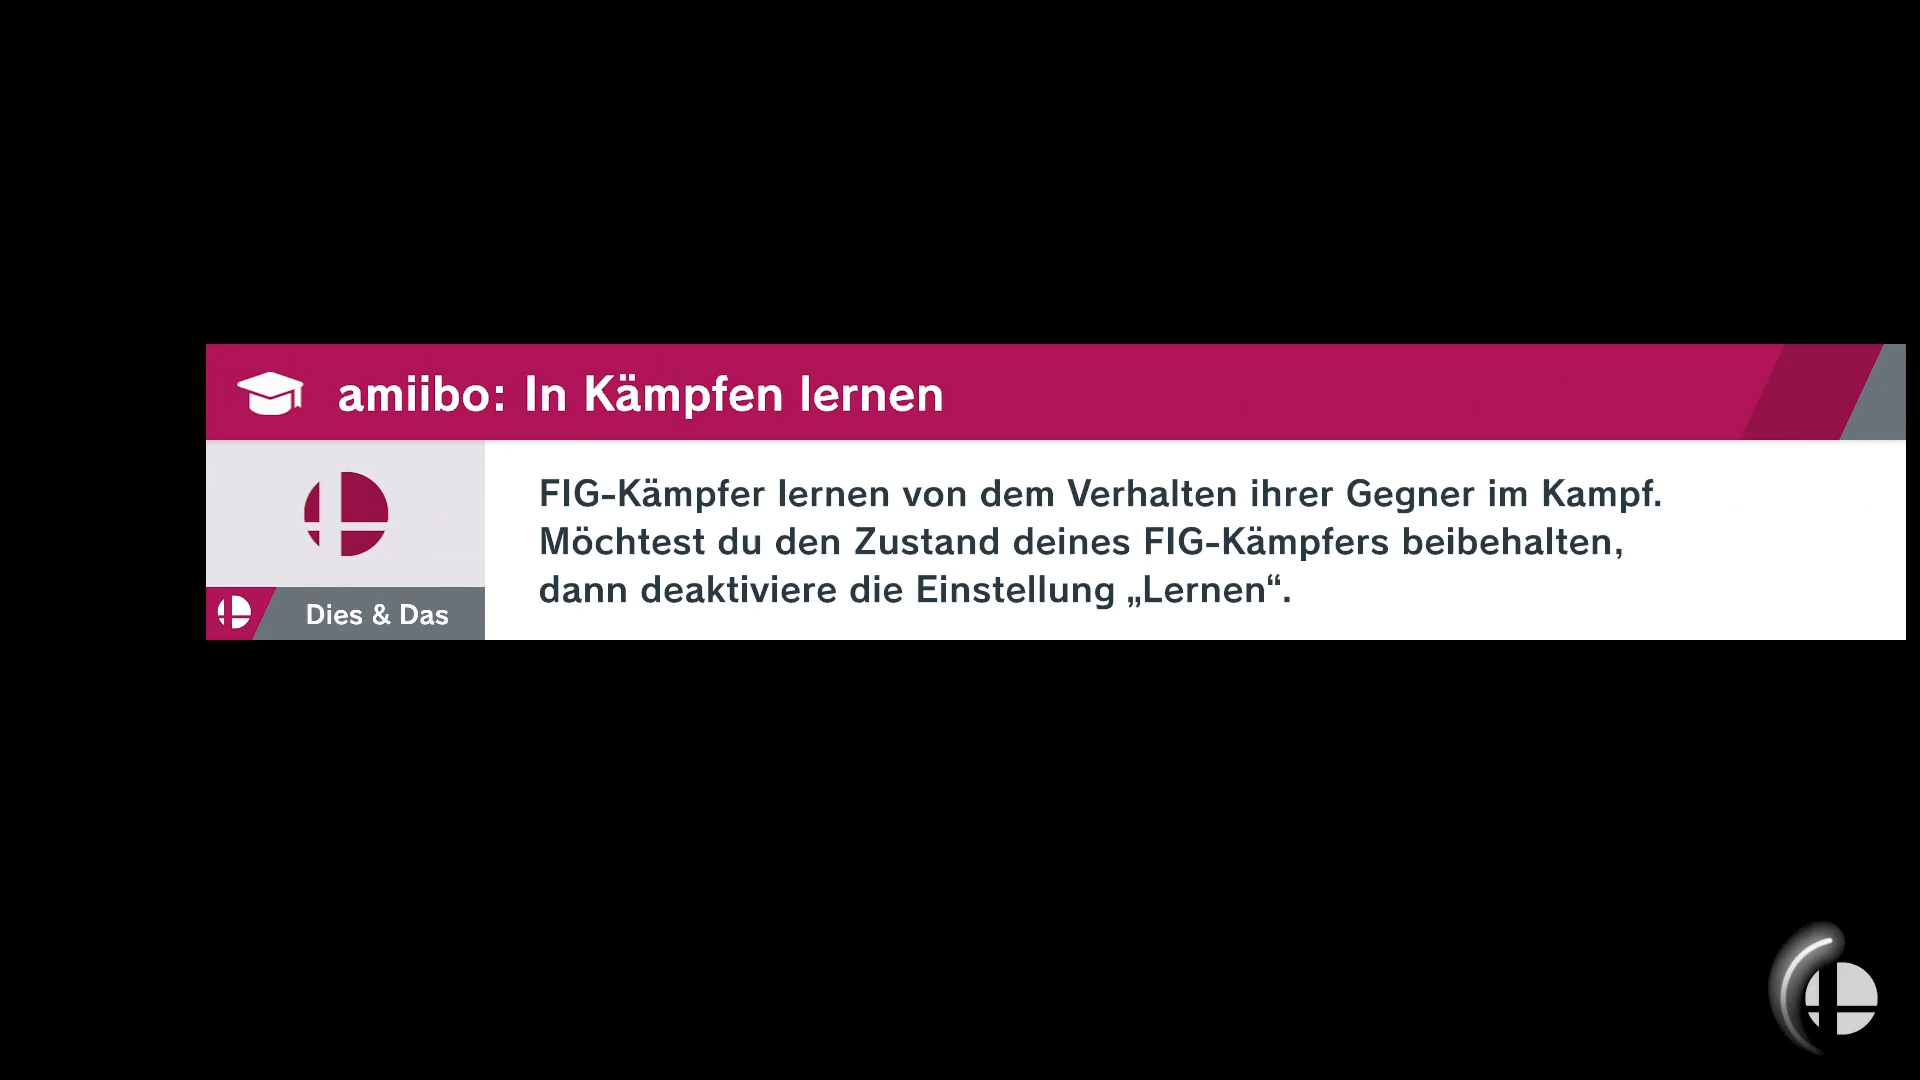 amiibo: In Kämpfen lernen
FIG-Kämpfer lernen von dem Verhalten ihrer Gegner im Kampf.
Möchtest du den Zustand deines FIG-Kämpfers beibehalten,
dann deaktiviere die Einstellung „Lernen“.
Dies & Das